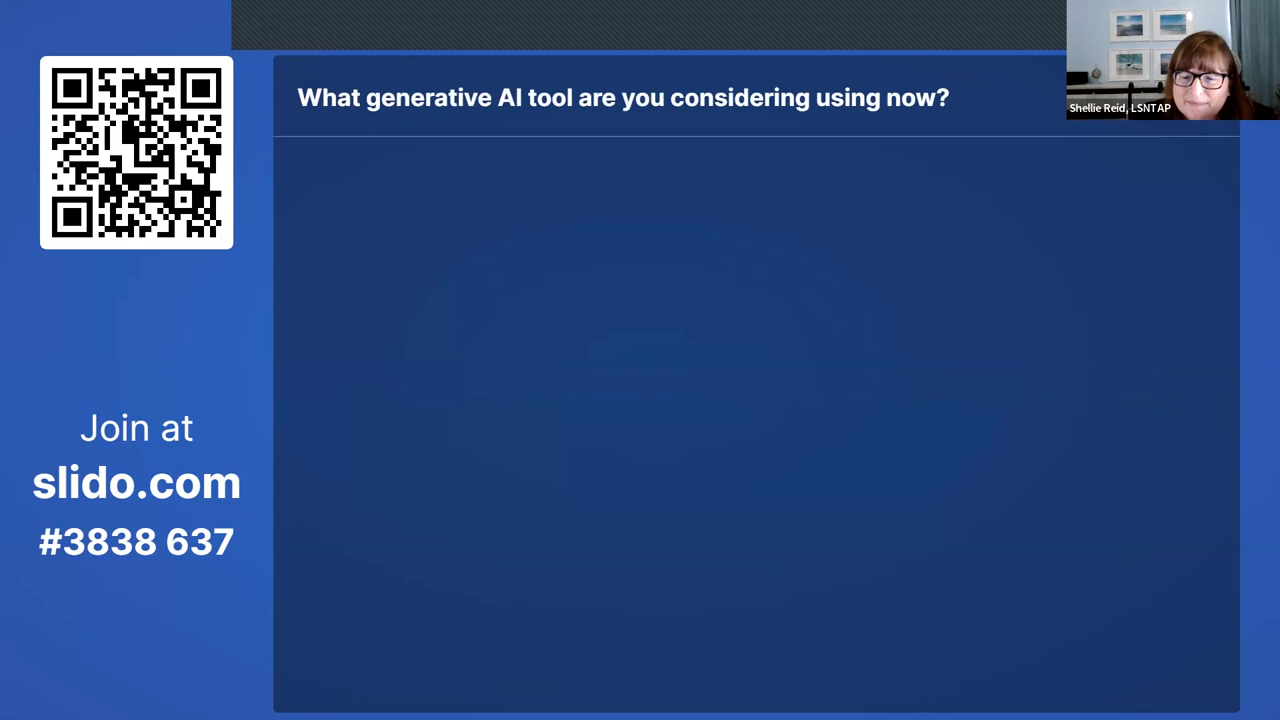 What generative AI tool are you considering using now?
Shellie Reid, LSNTAP
Join at
slido.com
#3838 637